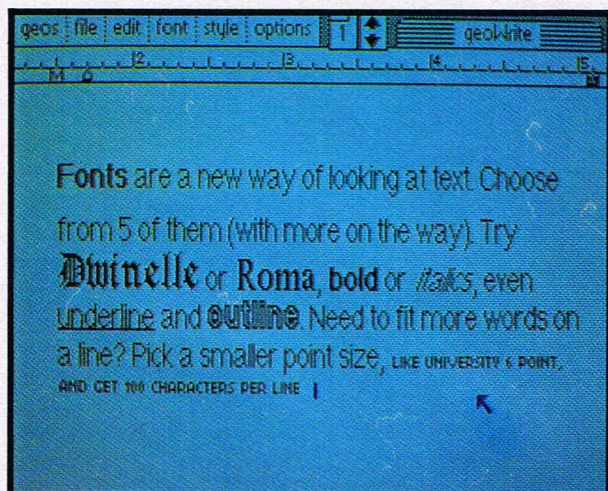 geos file edit font style options 1 geoWrite
2 3 4 5
Fonts are a new way of looking at text. Choose
from 5 of them (with more on the way). Try
Dwinelle or Roma, bold or italics, even
underline and outline. Need to fit more words on
a line? Pick a smaller point size, LIKE UNIVERSITY 6 POINT,
AND GET 100 CHARACTERS PER LINE